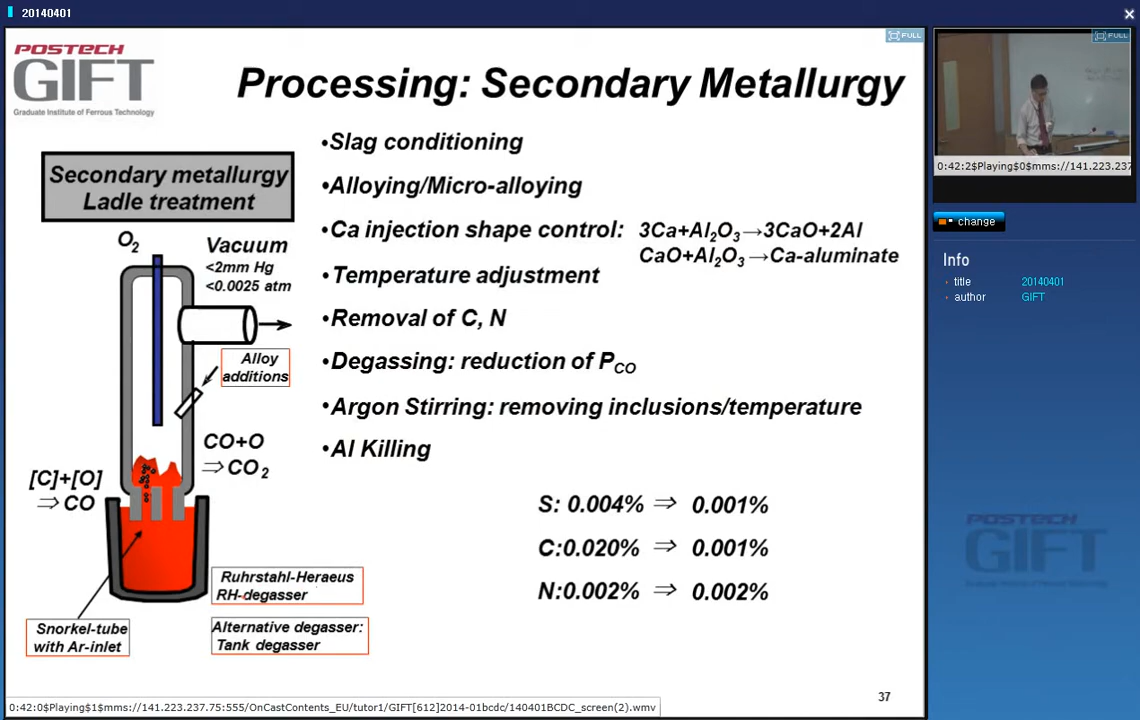 20140401
POSTECH
GIFT
Graduate Institute of Ferrous Technology
FULL
Processing: Secondary Metallurgy
Secondary metallurgy
Ladle treatment
•Slag conditioning
•Alloying/Micro-alloying
•Ca injection shape control: 3Ca+Al2O3→3CaO+2Al
CaO+Al2O3→Ca-aluminate
•Temperature adjustment
•Removal of C, N
•Degassing: reduction of PCO
•Argon Stirring: removing inclusions/temperature
•Al Killing
O2
Vacuum
<2mm Hg
<0.0025 atm
Alloy
additions
CO+O
⇒CO2
[C]+[O]
⇒CO
Ruhrstahl-Heraeus
RH-degasser
Alternative degasser:
Tank degasser
Snorkel-tube
with Ar-inlet
S: 0.004% ⇒ 0.001%
C:0.020% ⇒ 0.001%
N:0.002% ⇒ 0.002%
37
0:42:0$Playing$1$mms://141.223.237.75:555/OnCastContents_EU/tutor1/GIFT[612]2014-01bcdc/140401BCDC_screen(2).wmv
FULL
0:42:2$Playing$0$mms://141.223.237
change
Info
title 20140401
author GIFT
POSTECH
GIFT